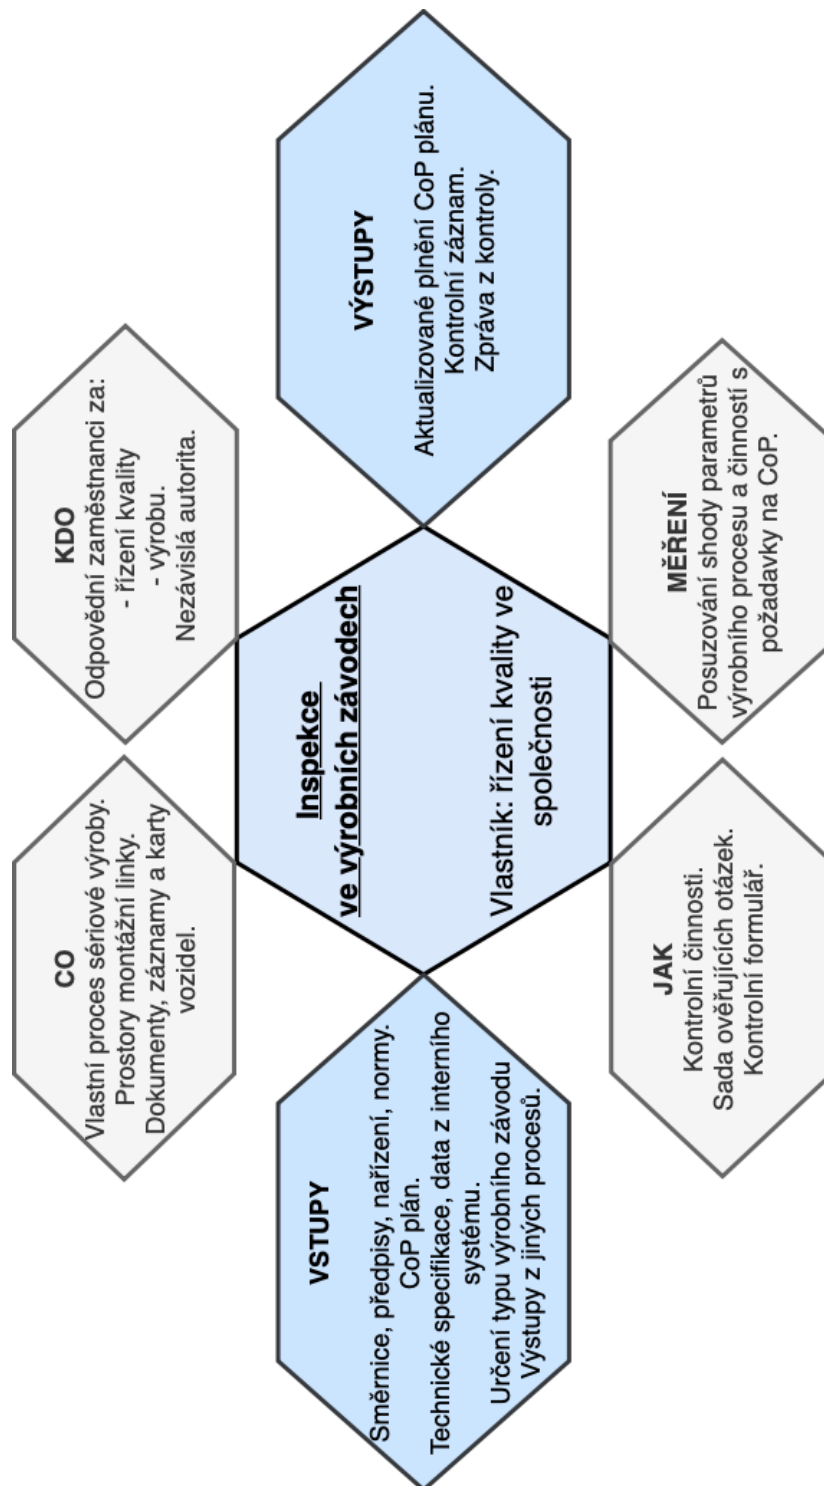 CO
Vlastní proces sériové výroby.
Prostory montážní linky.
Dokumenty, záznamy a karty
vozidel.
KDO
Odpovědní zaměstnanci za:
- řízení kvality
- výrobu.
Nezávislá autorita.
VSTUPY
Směrnice, předpisy, nařízení, normy.
CoP plán.
Technické specifikace, data z interního
systému.
Určení typu výrobního závodu
Výstupy z jiných procesů.
Inspekce
ve výrobních závodech
Vlastník: řízení kvality ve
společnosti
VÝSTUPY
Aktualizované plnění CoP plánu.
Kontrolní záznam.
Zpráva z kontroly.
JAK
Kontrolní činnosti.
Sada ověřujících otázek.
Kontrolní formulář.
MĚŘENÍ
Posuzování shody parametrů
výrobního procesu a činností s
požadavky na CoP.